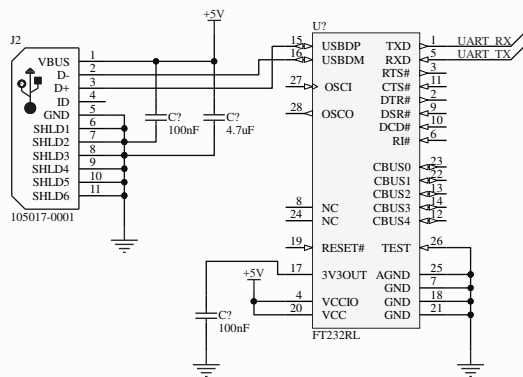 +5V
J2
VBUS 1
D- 2
D+ 3
ID 4
GND 5
SHLD1 6
SHLD2 7
SHLD3 8
SHLD4 9
SHLD5 10
SHLD6 11
105017-0001
C?
100nF
C?
4.7uF
U?
15 USBDP TXD 1 UART_RX
16 USBDM RXD 5 UART_TX
RTS# 3
27 OSCI CTS# 11
DTR# 2
28 OSCO DSR# 9
DCD# 10
RI# 6
CBUS0 23
CBUS1 22
CBUS2 13
8 NC CBUS3 14
24 NC CBUS4 12
19 RESET# TEST 26
+5V
17 3V3OUT AGND 25
GND 7
4 VCCIO GND 18
20 VCC GND 21
C?
100nF
FT232RL